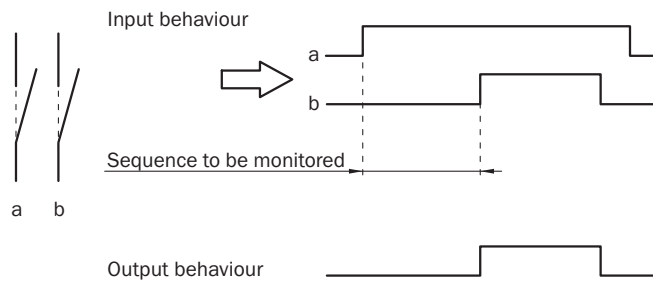 Input behaviour
a
b
Sequence to be monitored
a b
Output behaviour